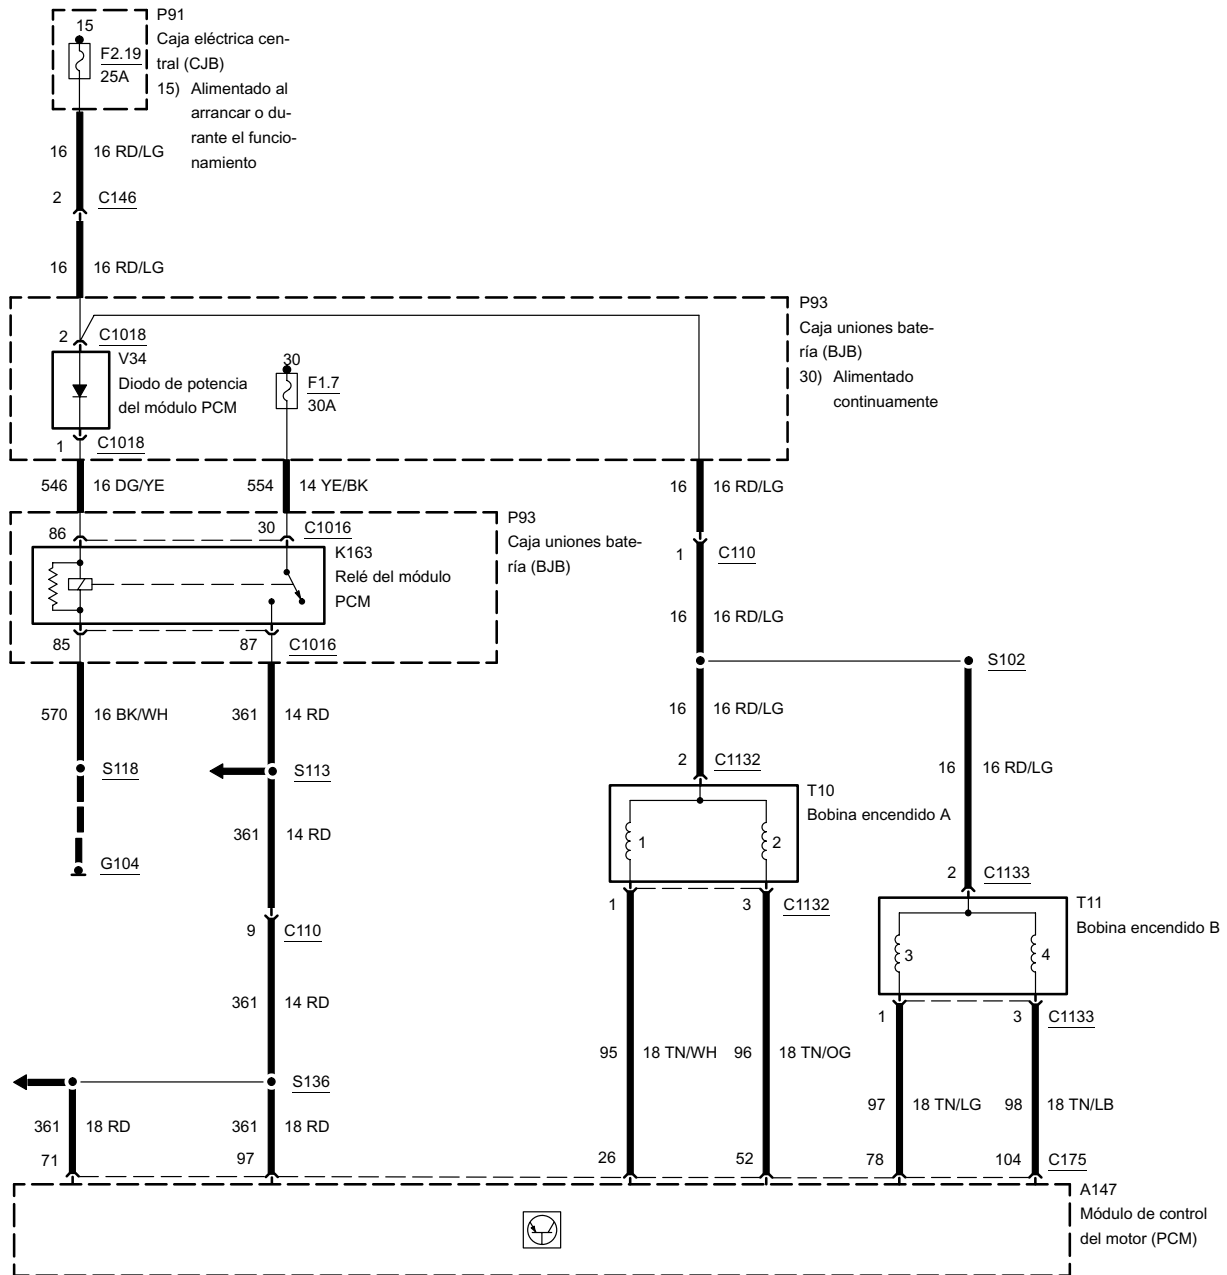 P91
15
Caja eléctrica cen-
F2.19
tral (CJB)
25A
15) Alimentado al
arrancar o du-
rante el funcio-
namiento
16 16 RD/LG
2 C146
16 16 RD/LG
P93
Caja uniones bate-
ría (BJB)
30) Alimentado
continuamente
2 C1018
V34
Diodo de potencia
del módulo PCM
30
F1.7
30A
1 C1018
546 16 DG/YE
554 14 YE/BK
16 16 RD/LG
P93
Caja uniones bate-
ría (BJB)
86
30 C1016
K163
Relé del módulo
PCM
1 C110
16 16 RD/LG
85
87 C1016
S102
570 16 BK/WH
361 14 RD
16 16 RD/LG
S118
S113
2 C1132
16 16 RD/LG
T10
Bobina encendido A
1
2
361 14 RD
G104
2 C1133
1
3 C1132
T11
Bobina encendido B
3
4
9 C110
361 14 RD
1
3 C1133
95 18 TN/WH
96 18 TN/OG
S136
97 18 TN/LG
98 18 TN/LB
361 18 RD
361 18 RD
71
97
26
52
78
104 C175
A147
Módulo de control
del motor (PCM)